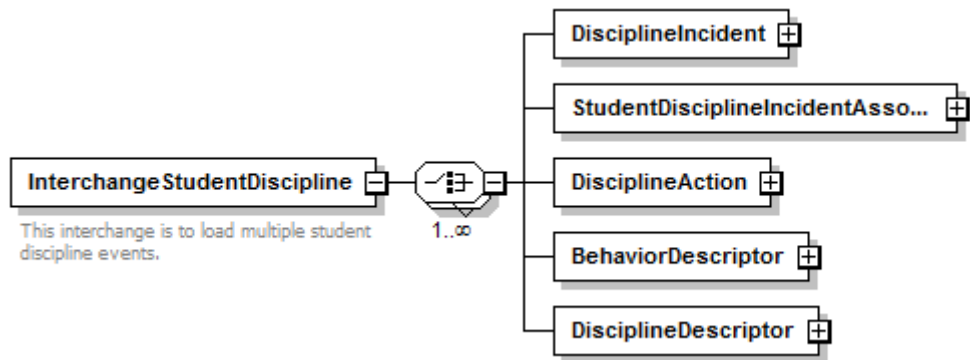 DisciplineIncident
StudentDisciplineIncidentAsso...
InterchangeStudentDiscipline
This interchange is to load multiple student
discipline events.
1..∞
DisciplineAction
BehaviorDescriptor
DisciplineDescriptor